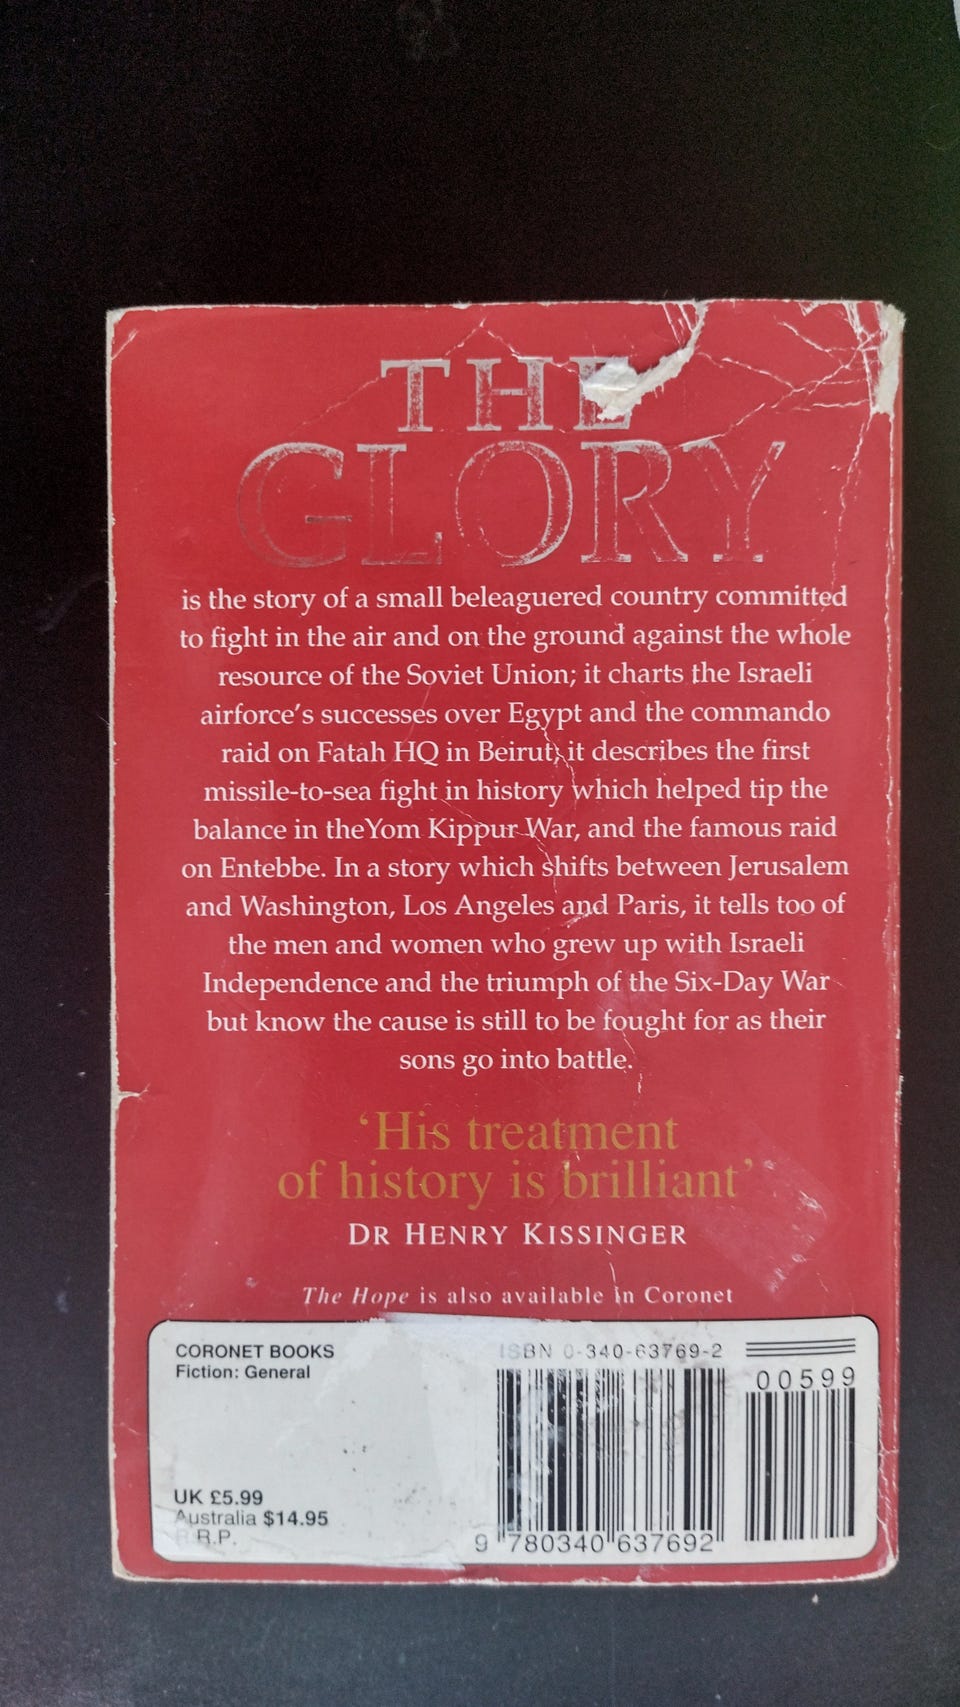 THE
GLORY
is the story of a small beleaguered country committed
to fight in the air and on the ground against the whole
resource of the Soviet Union; it charts the Israeli
airforce's successes over Egypt and the commando
raid on Fatah HQ in Beirut; it describes the first
missile-to-sea fight in history which helped tip the
balance in theYom Kippur War, and the famous raid
on Entebbe. In a story which shifts between Jerusalem
and Washington, Los Angeles and Paris, it tells too of
the men and women who grew up with Israeli
Independence and the triumph of the Six-Day War
but know the cause is still to be fought for as their
sons go into battle.
‘His treatment
of history is brilliant’
DR HENRY KISSINGER
The Hope is also available in Coronet
CORONET BOOKS
Fiction: General
UK £5.99
Australia $14.95
R.R.P.
ISBN 0-340-63769-2
00599
9 780340 637692